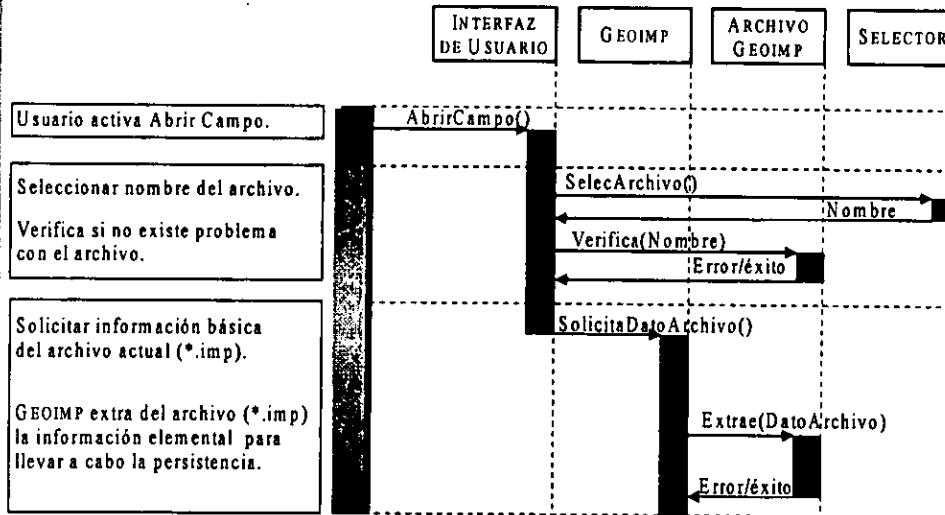 INTERFAZ
DE USUARIO
GEOIMP
ARCHIVO
GEOIMP
SELECTOR
Usuario activa Abrir Campo.
AbrirCampo()
Seleccionar nombre del archivo.
SelecArchivo()
Nombre
Verifica si no existe problema
con el archivo.
Verifica(Nombre)
Error/éxito
Solicitar información básica
del archivo actual (*.imp).
SolicitaDatoArchivo()
GEOIMP extra del archivo (*.imp)
la información elemental para
llevar a cabo la persistencia.
Extrae(DatoArchivo)
Error/éxito